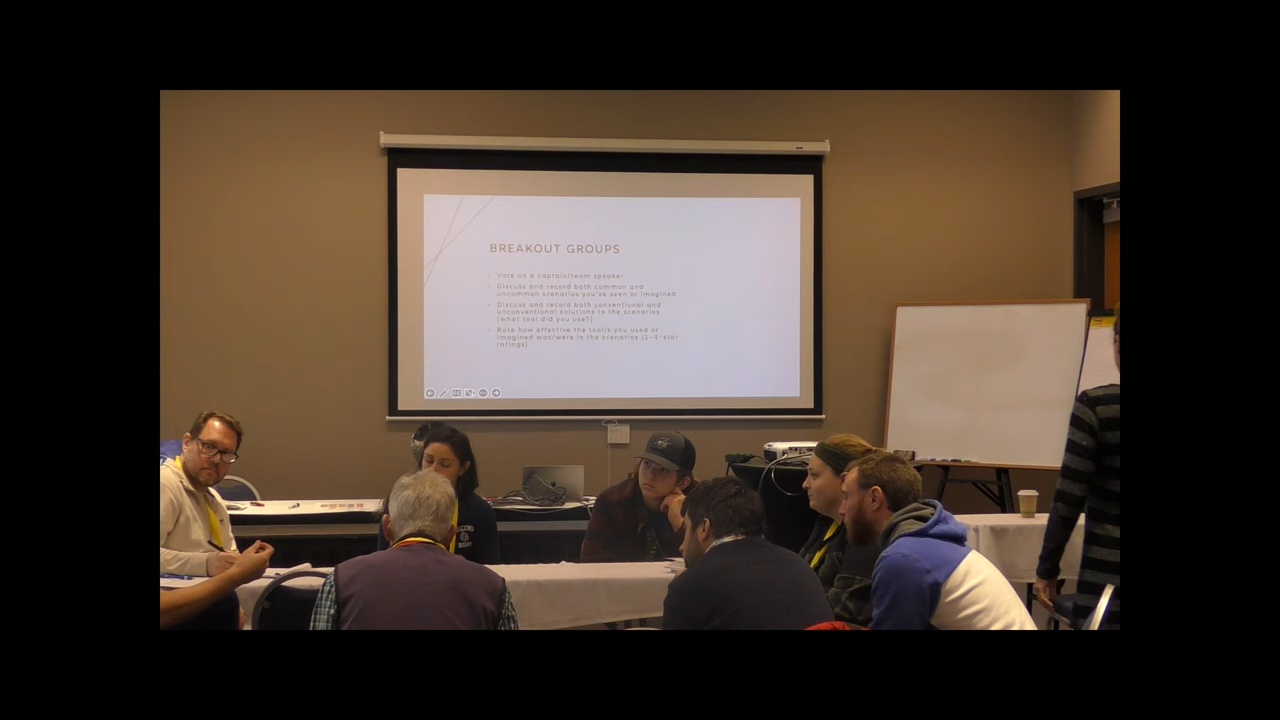 BREAKOUT GROUPS
- Vote on a captain/team speaker
- Discuss and record both common and
uncommon scenarios you've seen or imagined
- Discuss and record both conventional and
unconventional solutions to the scenarios
(what tool did you use?)
- Rate how effective the tool/s you used or
imagined was/were in the scenarios (1-5-star
ratings)